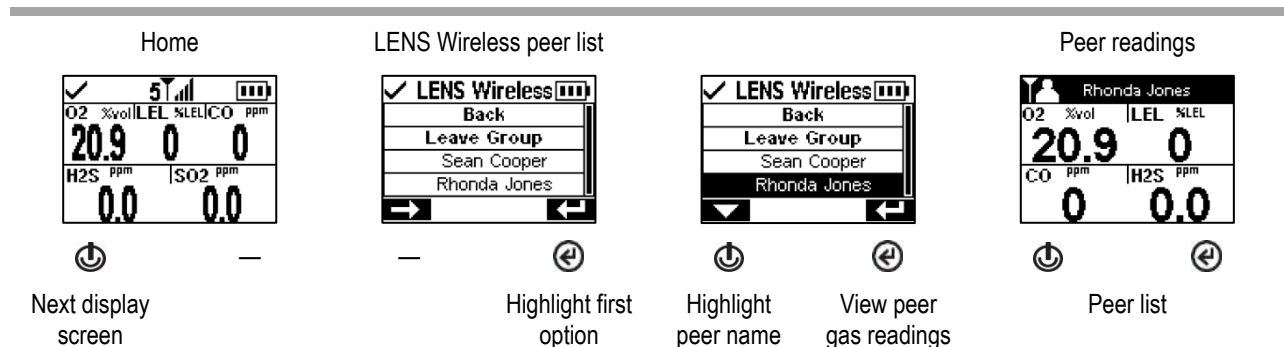 Home
LENS Wireless peer list
Peer readings
5
O2 %vol LEL %LEL CO ppm
20.9 0 0
H2S ppm SO2 ppm
0.0 0.0
LENS Wireless
Back
Leave Group
Sean Cooper
Rhonda Jones
LENS Wireless
Back
Leave Group
Sean Cooper
Rhonda Jones
Rhonda Jones
O2 %vol LEL %LEL
20.9 0
CO ppm H2S ppm
0 0.0
—
—
Next display
screen
Highlight first
option
Highlight
peer name
View peer
gas readings
Peer list